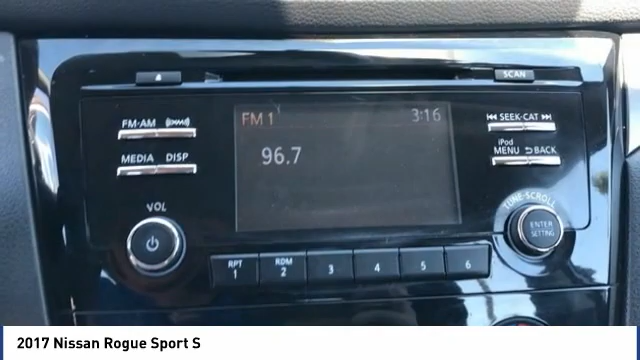 SCAN
FM 1 3:16
FM·AM SEEK·CAT
96.7
iPod
MEDIA DISP MENU BACK
VOL TUNE·SCROLL
ENTER
SETTING
RPT RDM
1 2 3 4 5 6
2017 Nissan Rogue Sport S